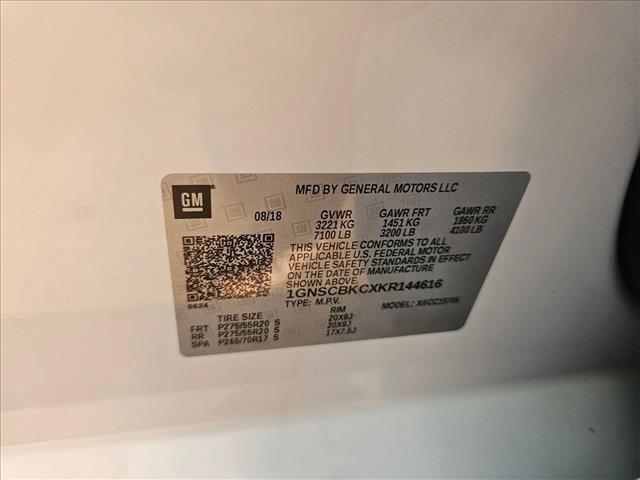 GM
MFD BY GENERAL MOTORS LLC
08/18 GVWR GAWR FRT GAWR RR
3221 KG 1451 KG 1860 KG
7100 LB 3200 LB 4100 LB
THIS VEHICLE CONFORMS TO ALL
APPLICABLE U.S. FEDERAL MOTOR
VEHICLE SAFETY STANDARDS IN EFFECT
ON THE DATE OF MANUFACTURE
SHOWN ABOVE.
1GNSCBKCXKR144616
8624
TYPE: M.P.V. MODEL:
TIRE SIZE RIM
FRT P275/55R20 S 20X9J
RR P275/55R20 S 20X9J
SPA P265/70R17 S 17X7.5J